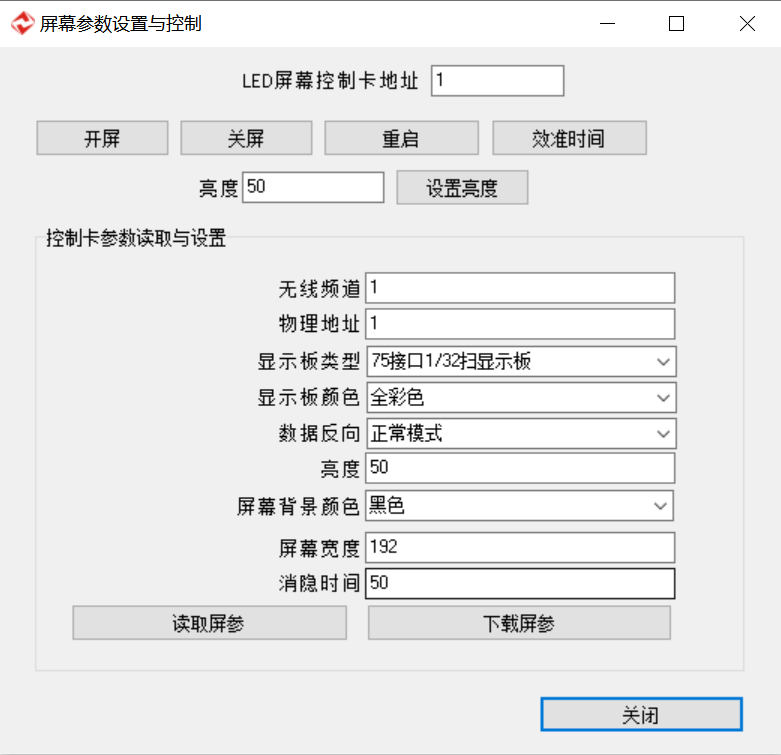 屏幕参数设置与控制
LED屏幕控制卡地址 1
开屏 关屏 重启 效准时间
亮度 50 设置亮度
控制卡参数读取与设置
无线频道 1
物理地址 1
显示板类型 75接口1/32扫显示板
显示板颜色 全彩色
数据反向 正常模式
亮度 50
屏幕背景颜色 黑色
屏幕宽度 192
消隐时间 50
读取屏参 下载屏参
关闭